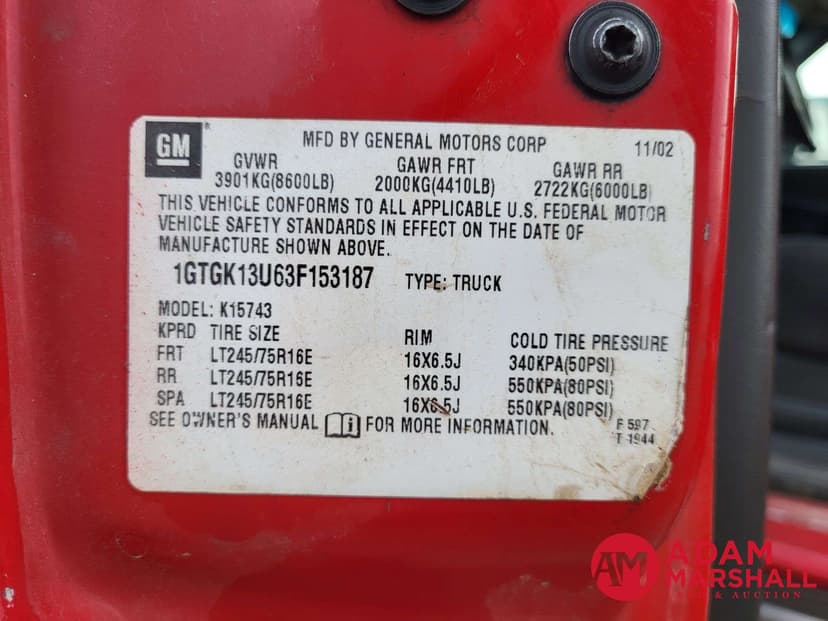 GM
MFD BY GENERAL MOTORS CORP 11/02
GVWR GAWR FRT GAWR RR
3901KG(8600LB) 2000KG(4410LB) 2722KG(6000LB)
THIS VEHICLE CONFORMS TO ALL APPLICABLE U.S. FEDERAL MOTOR
VEHICLE SAFETY STANDARDS IN EFFECT ON THE DATE OF
MANUFACTURE SHOWN ABOVE.
1GTGK13U63F153187 TYPE: TRUCK
MODEL: K15743
KPRD TIRE SIZE RIM COLD TIRE PRESSURE
FRT LT245/75R16E 16X6.5J 340KPA(50PSI)
RR LT245/75R16E 16X6.5J 550KPA(80PSI)
SPA LT245/75R16E 16X6.5J 550KPA(80PSI)
SEE OWNER'S MANUAL i FOR MORE INFORMATION.
F 597
T 1944
AM ADAM
MARSHALL
& AUCTION